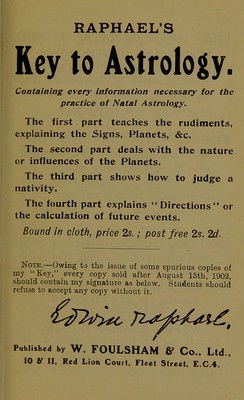 RAPHAEL'S
Key to Astrology.
Containing every information necessary for the
practice of Natal Astrology.
The first part teaches the rudiments,
explaining the Signs, Planets, &c.
The second part deals with the nature
or influences of the Planets.
The third part shows how to judge a
nativity.
The fourth part explains "Directions" or
the calculation of future events.
Bound in cloth, price 2s. ; post free 2s. 2d.
NOTE.—Owing to the issue of some spurious copies of
my "Key," every copy sold after August 15th, 1902,
should contain my signature as below. Students should
refuse to accept any copy without it.
Edwin Raphael.
Published by W. FOULSHAM & Co., Ltd.,
10 & 11, Red Lion Court, Fleet Street, E.C.4.